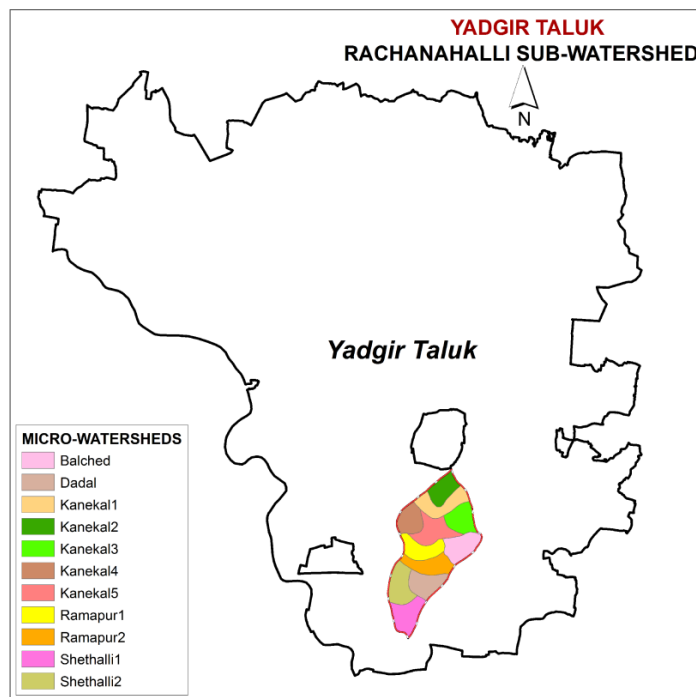 YADGIR TALUK
RACHANAHALLI SUB-WATERSHED
N
Yadgir Taluk
MICRO-WATERSHEDS
Balched
Dadal
Kanekal1
Kanekal2
Kanekal3
Kanekal4
Kanekal5
Ramapur1
Ramapur2
Shethalli1
Shethalli2